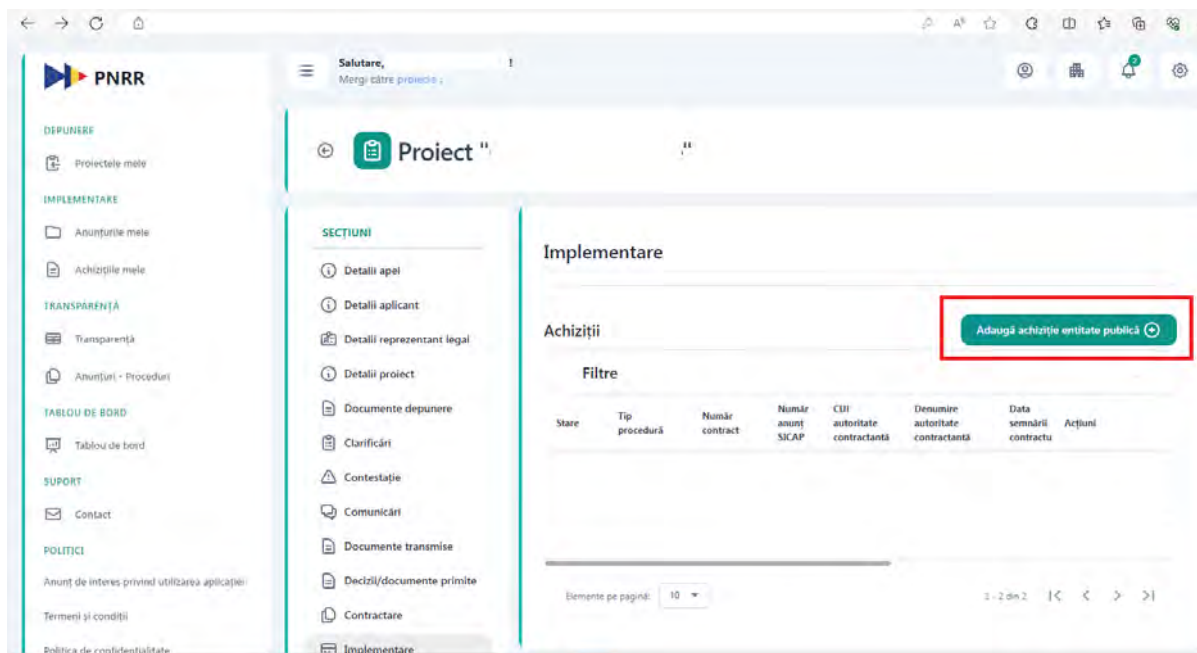 PNRR
Salutare, !
Mergi către proiecte .
2
DEPUNERE
Proiectele mele
IMPLEMENTARE
Anunțurile mele
Achizițiile mele
TRANSPARENȚĂ
Transparență
Anunțuri - Proceduri
TABLOU DE BORD
Tablou de bord
SUPORT
Contact
POLITICI
Anunț de interes privind utilizarea aplicației
Termeni și condiții
Politica de confidentialitate
Proiect " "
SECȚIUNI
Detalii apel
Detalii aplicant
Detalii reprezentant legal
Detalii proiect
Documente depunere
Clarificări
Contestație
Comunicări
Documente transmise
Decizii/documente primite
Contractare
Implementare
Implementare
Achiziții
Adaugă achiziție entitate publică
Filtre
Stare
Tip
procedură
Număr
contract
Număr
anunț
SICAP
CUI
autoritate
contractantă
Denumire
autoritate
contractantă
Data
semnării
contractu
Acțiuni
Elemente pe pagină: 10
1 - 2 din 2